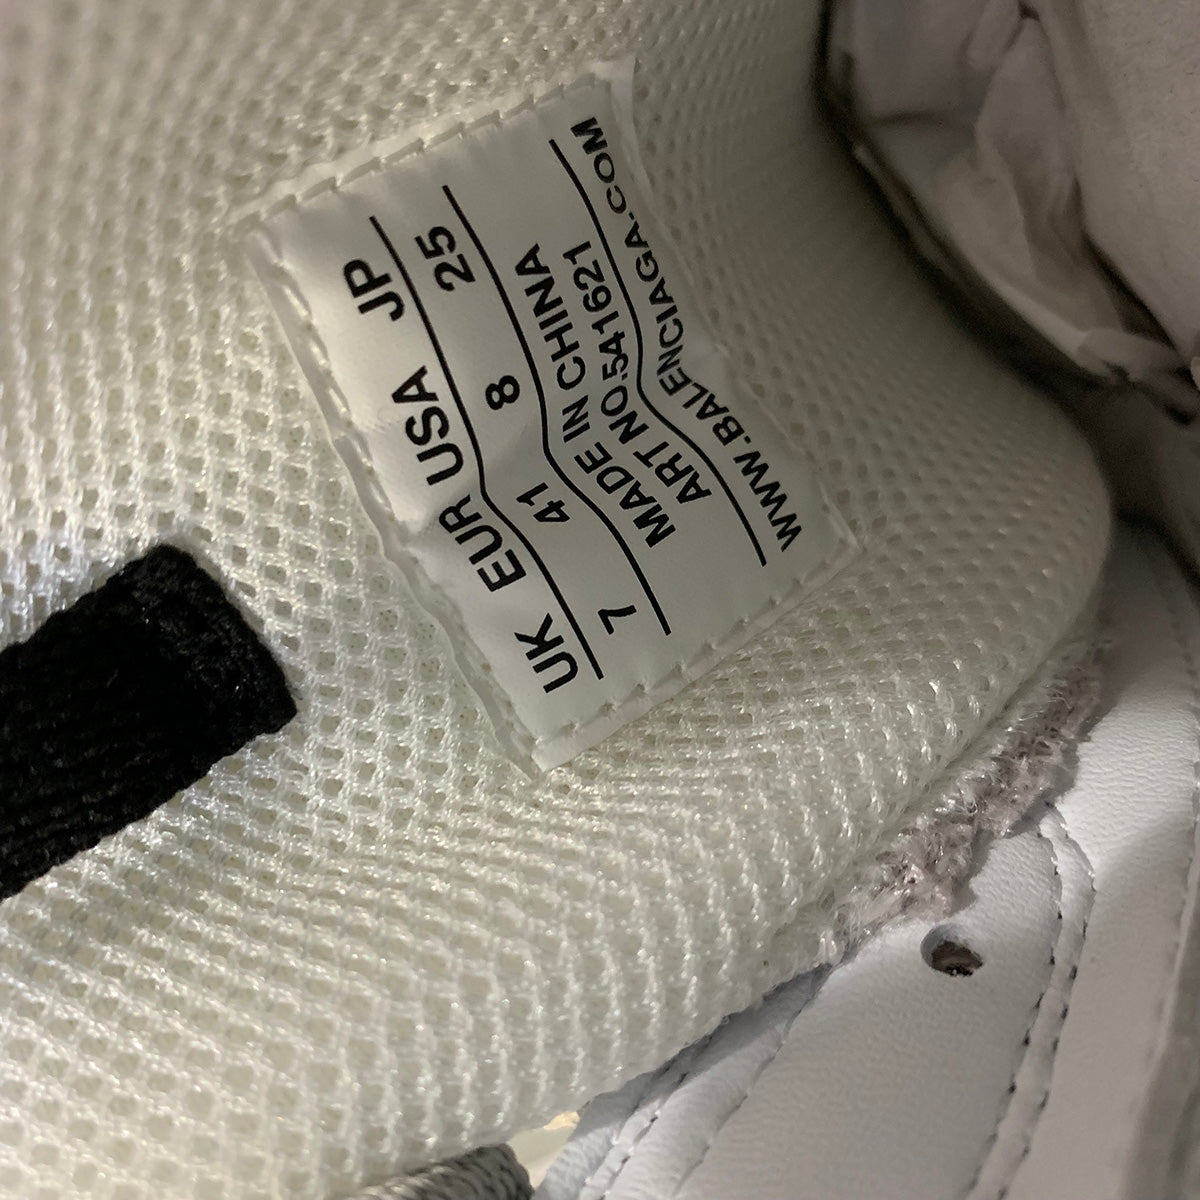 UK EUR USA JP
7 41 8 25
MADE IN CHINA
ART NO.541621
WWW.BALENCIAGA.COM